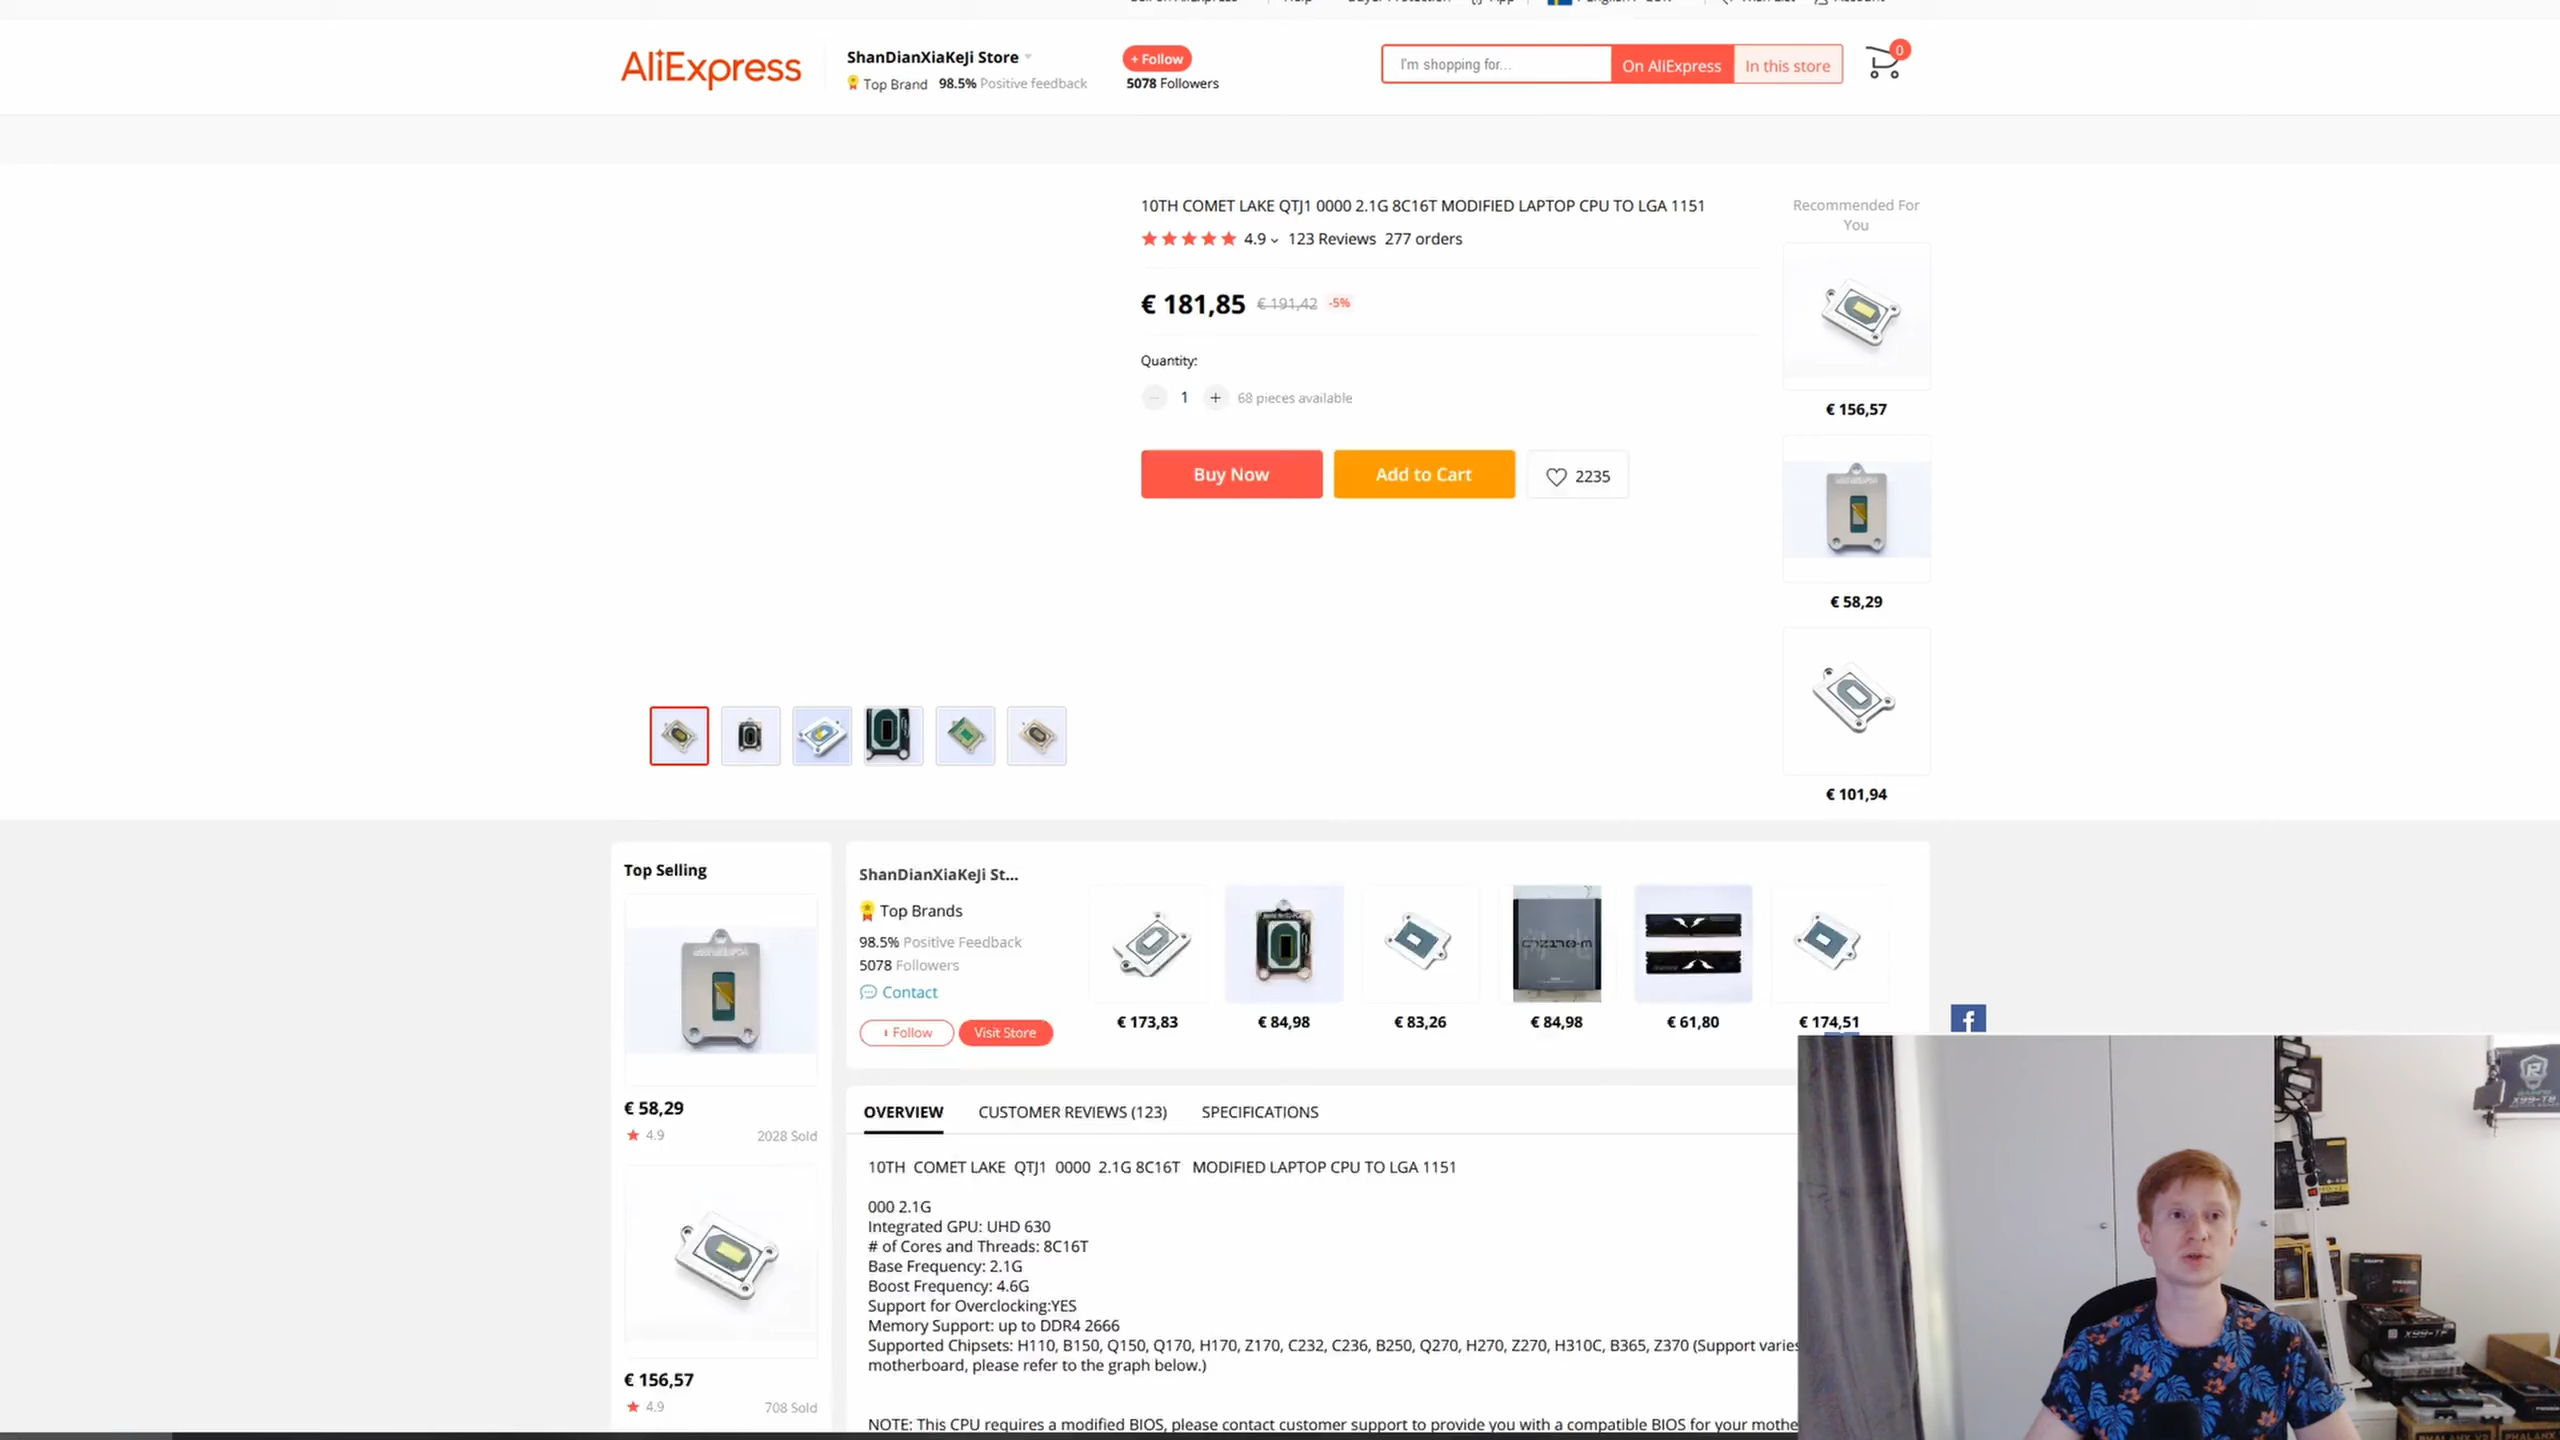 AliExpress
ShanDianXiaKeJi Store
Top Brand 98.5% Positive feedback
+ Follow
5078 Followers
I'm shopping for...
On AliExpress
In this store
0
10TH COMET LAKE QTJ1 0000 2.1G 8C16T MODIFIED LAPTOP CPU TO LGA 1151
4.9 123 Reviews 277 orders
€ 181,85 € 191,42 -5%
Quantity:
1 + 68 pieces available
Buy Now
Add to Cart
2235
Recommended For
You
€ 156,57
€ 58,29
€ 101,94
Top Selling
€ 58,29
4.9 2028 Sold
€ 156,57
4.9 708 Sold
ShanDianXiaKeJi St...
Top Brands
98.5% Positive Feedback
5078 Followers
Contact
Follow
Visit Store
€ 173,83
€ 84,98
€ 83,26
€ 84,98
€ 61,80
€ 174,51
OVERVIEW
CUSTOMER REVIEWS (123)
SPECIFICATIONS
10TH COMET LAKE QTJ1 0000 2.1G 8C16T MODIFIED LAPTOP CPU TO LGA 1151
000 2.1G
Integrated GPU: UHD 630
# of Cores and Threads: 8C16T
Base Frequency: 2.1G
Boost Frequency: 4.6G
Support for Overclocking:YES
Memory Support: up to DDR4 2666
Supported Chipsets: H110, B150, Q150, Q170, H170, Z170, C232, C236, B250, Q270, H270, Z270, H310C, B365, Z370 (Support varies
motherboard, please refer to the graph below.)
NOTE: This CPU requires a modified BIOS, please contact customer support to provide you with a compatible BIOS for your mothe